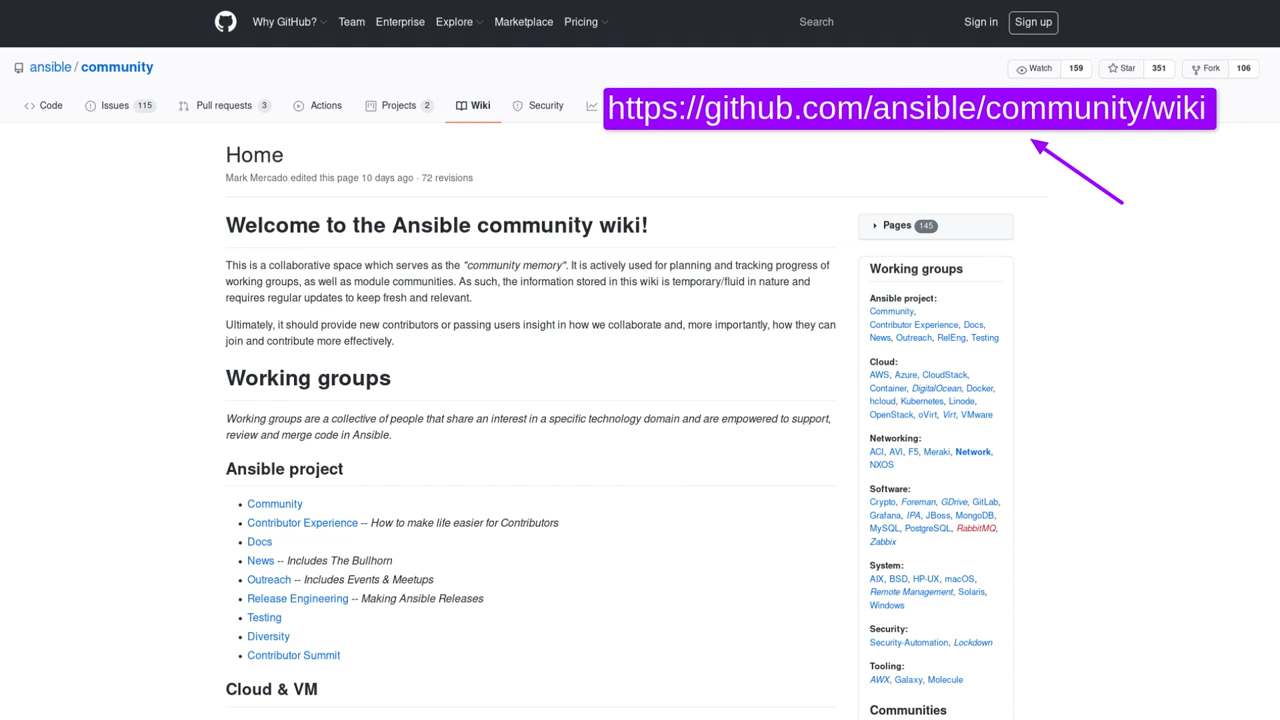 Why GitHub? Team Enterprise Explore Marketplace Pricing Search Sign in Sign up
ansible / community Watch 159 Star 351 Fork 106
Code Issues 115 Pull requests 3 Actions Projects 2 Wiki Security
https://github.com/ansible/community/wiki
Home
Mark Mercado edited this page 10 days ago · 72 revisions
Welcome to the Ansible community wiki!
This is a collaborative space which serves as the "community memory". It is actively used for planning and tracking progress of
working groups, as well as module communities. As such, the information stored in this wiki is temporary/fluid in nature and
requires regular updates to keep fresh and relevant.
Ultimately, it should provide new contributors or passing users insight in how we collaborate and, more importantly, how they can
join and contribute more effectively.
Working groups
Working groups are a collective of people that share an interest in a specific technology domain and are empowered to support,
review and merge code in Ansible.
Ansible project
• Community
• Contributor Experience -- How to make life easier for Contributors
• Docs
• News -- Includes The Bullhorn
• Outreach -- Includes Events & Meetups
• Release Engineering -- Making Ansible Releases
• Testing
• Diversity
• Contributor Summit
Cloud & VM
Pages 145
Working groups
Ansible project:
Community,
Contributor Experience, Docs,
News, Outreach, RelEng, Testing
Cloud:
AWS, Azure, CloudStack,
Container, DigitalOcean, Docker,
hcloud, Kubernetes, Linode,
OpenStack, oVirt, Virt, VMware
Networking:
ACI, AVI, F5, Meraki, Network,
NXOS
Software:
Crypto, Foreman, GDrive, GitLab,
Grafana, IPA, JBoss, MongoDB,
MySQL, PostgreSQL, RabbitMQ,
Zabbix
System:
AIX, BSD, HP-UX, macOS,
Remote Management, Solaris,
Windows
Security:
Security-Automation, Lockdown
Tooling:
AWX, Galaxy, Molecule
Communities